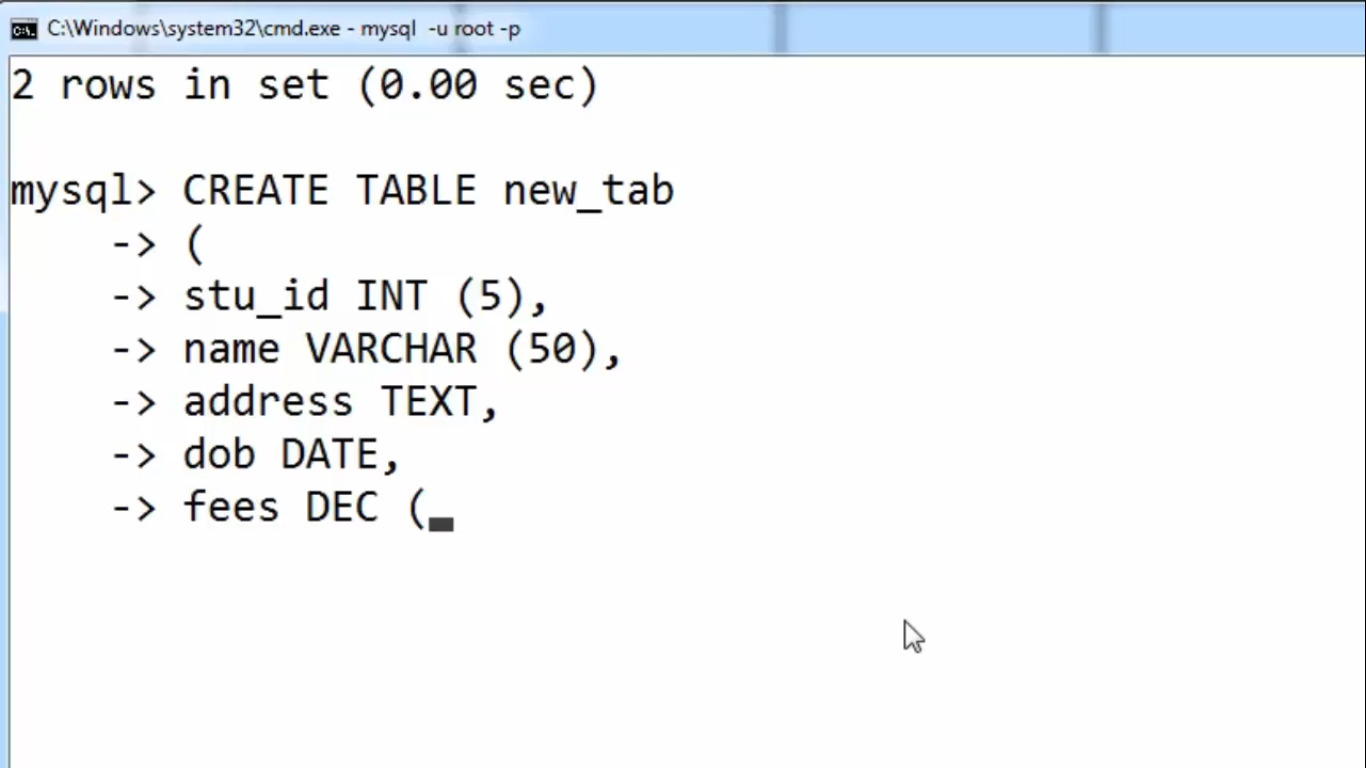 C:\Windows\system32\cmd.exe - mysql -u root -p
2 rows in set (0.00 sec)
mysql> CREATE TABLE new_tab
-> (
-> stu_id INT (5),
-> name VARCHAR (50),
-> address TEXT,
-> dob DATE,
-> fees DEC (